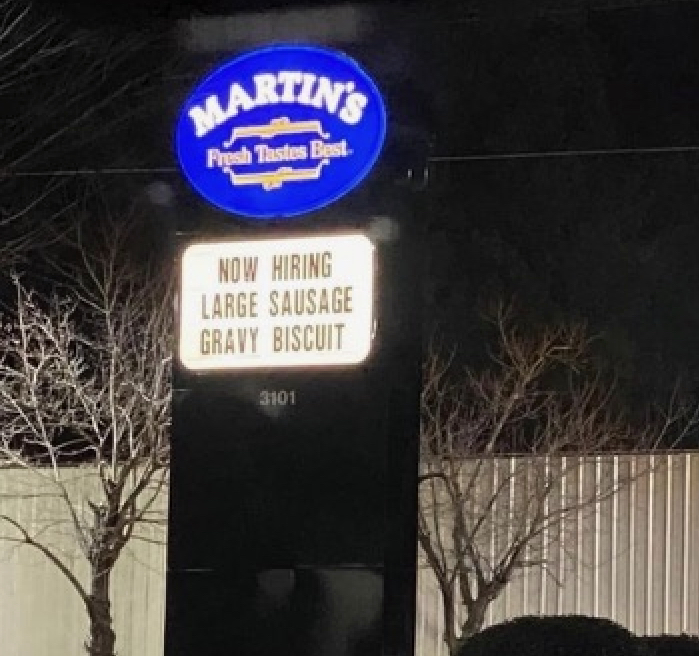 MARTIN'S
Fresh Tastes Best.
NOW HIRING
LARGE SAUSAGE
GRAVY BISCUIT
3101